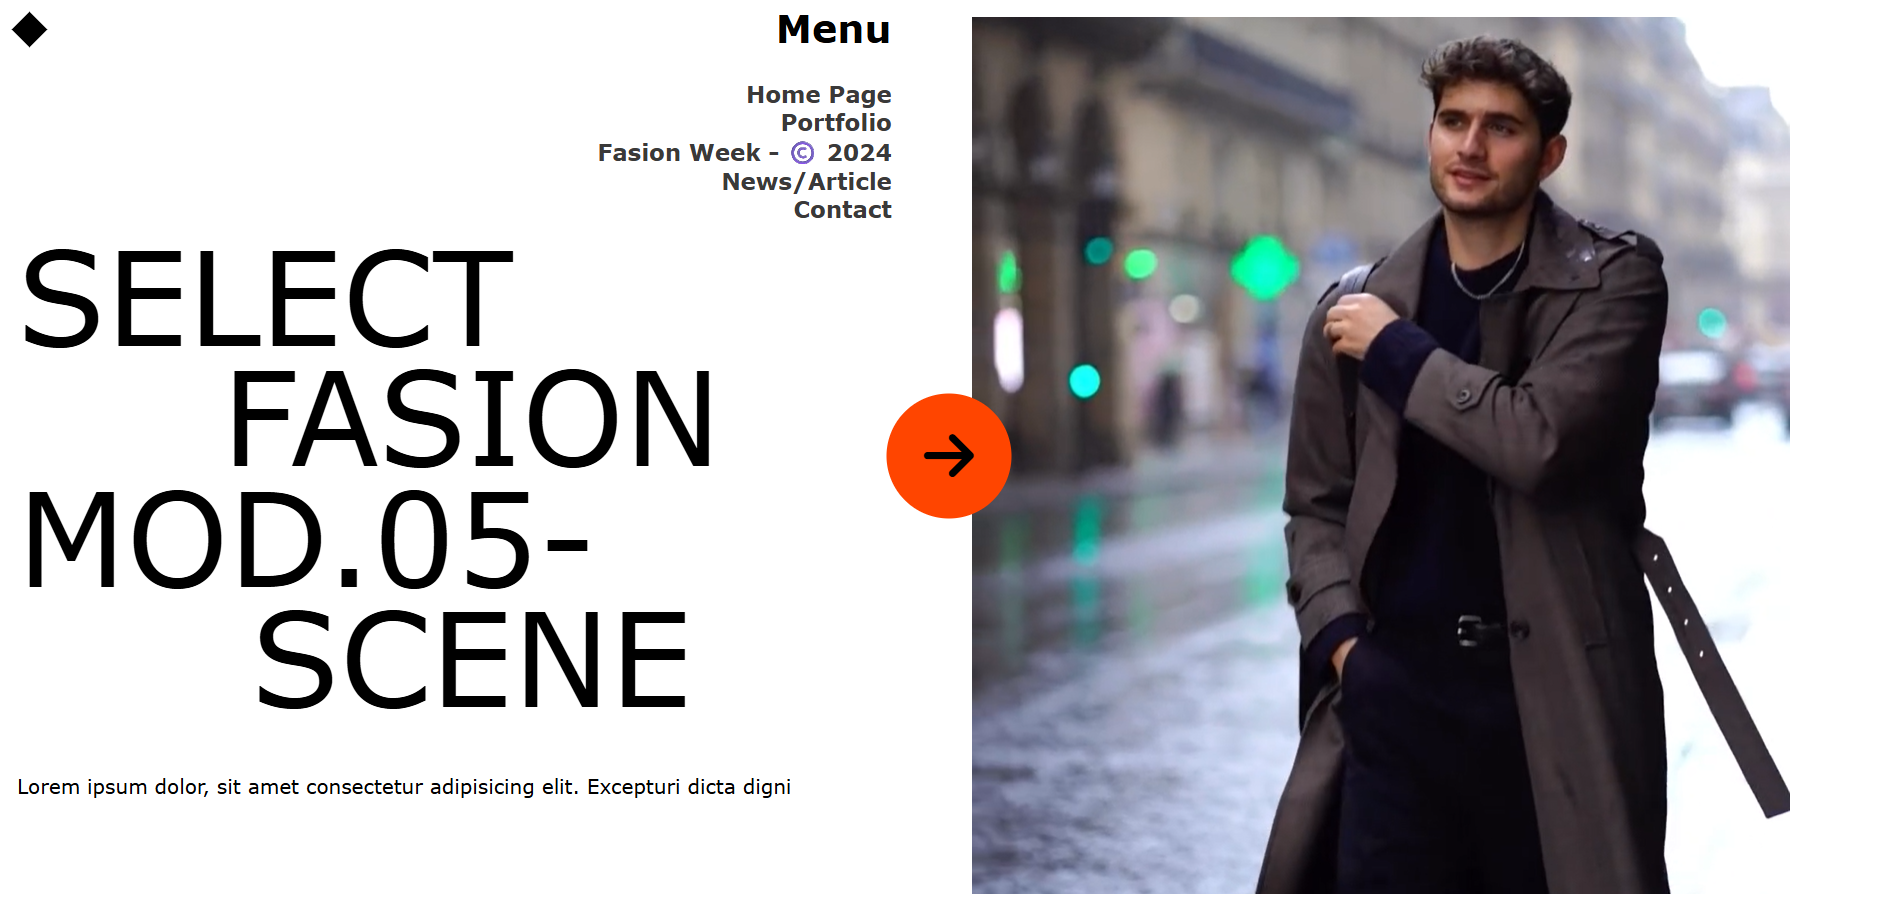 Menu
Home Page
Portfolio
Fasion Week - © 2024
News/Article
Contact
SELECT
FASION
MOD.05-
SCENE
Lorem ipsum dolor, sit amet consectetur adipisicing elit. Excepturi dicta digni